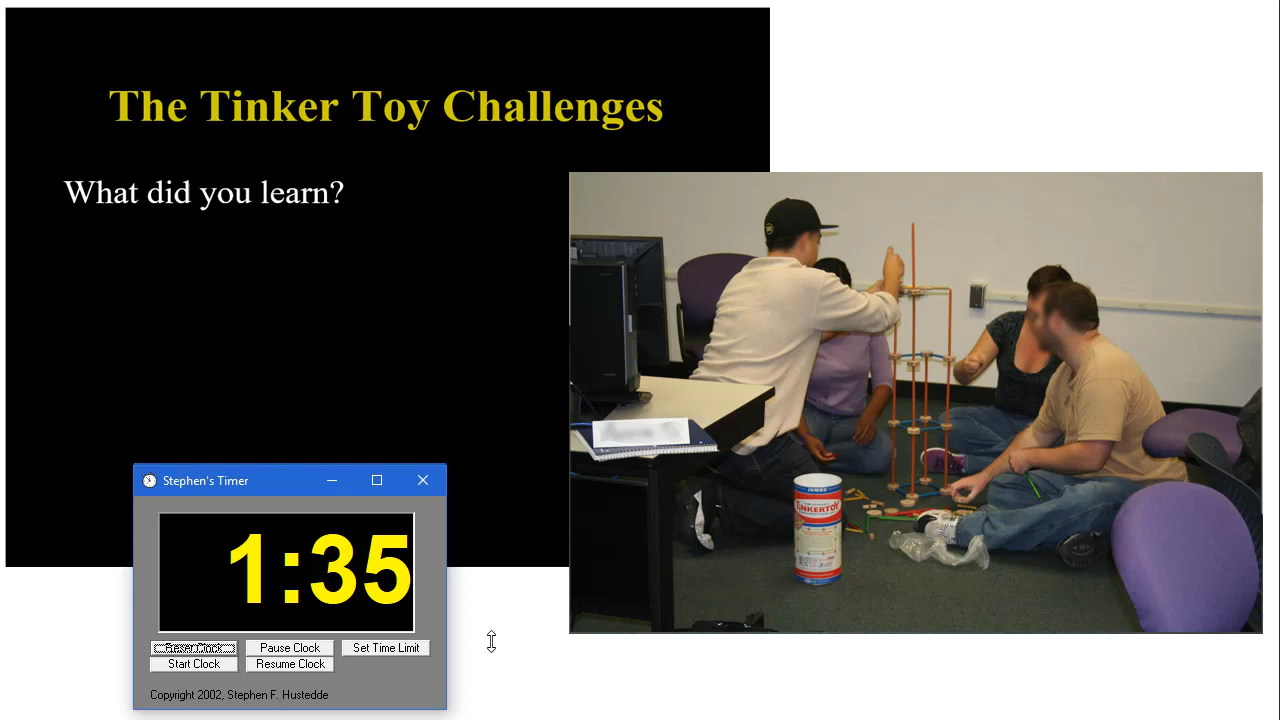 The Tinker Toy Challenges
What did you learn?
Stephen's Timer
1:35
Reset Clock
Pause Clock
Set Time Limit
Start Clock
Resume Clock
Copyright 2002, Stephen F. Hustedde
JUMBO
TINKERTOY